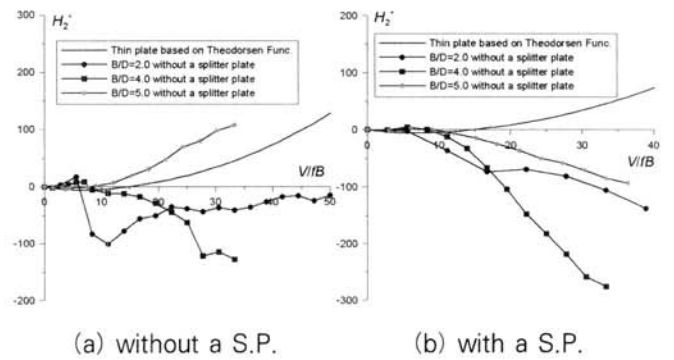 H₂*
300
200
100
0
-100
-200
0
10
20
30
40
50
V/fB
Thin plate based on Theodorsen Func.
B/D=2.0 without a splitter plate
B/D=4.0 without a splitter plate
B/D=5.0 without a splitter plate
(a) without a S.P.
H₂*
200
100
0
-100
-200
-300
0
10
20
30
40
V/fB
Thin plate based on Theodorsen Func
B/D=2.0 without a splitter plate
B/D=4.0 without a splitter plate
B/D=5.0 without a splitter plate
(b) with a S.P.